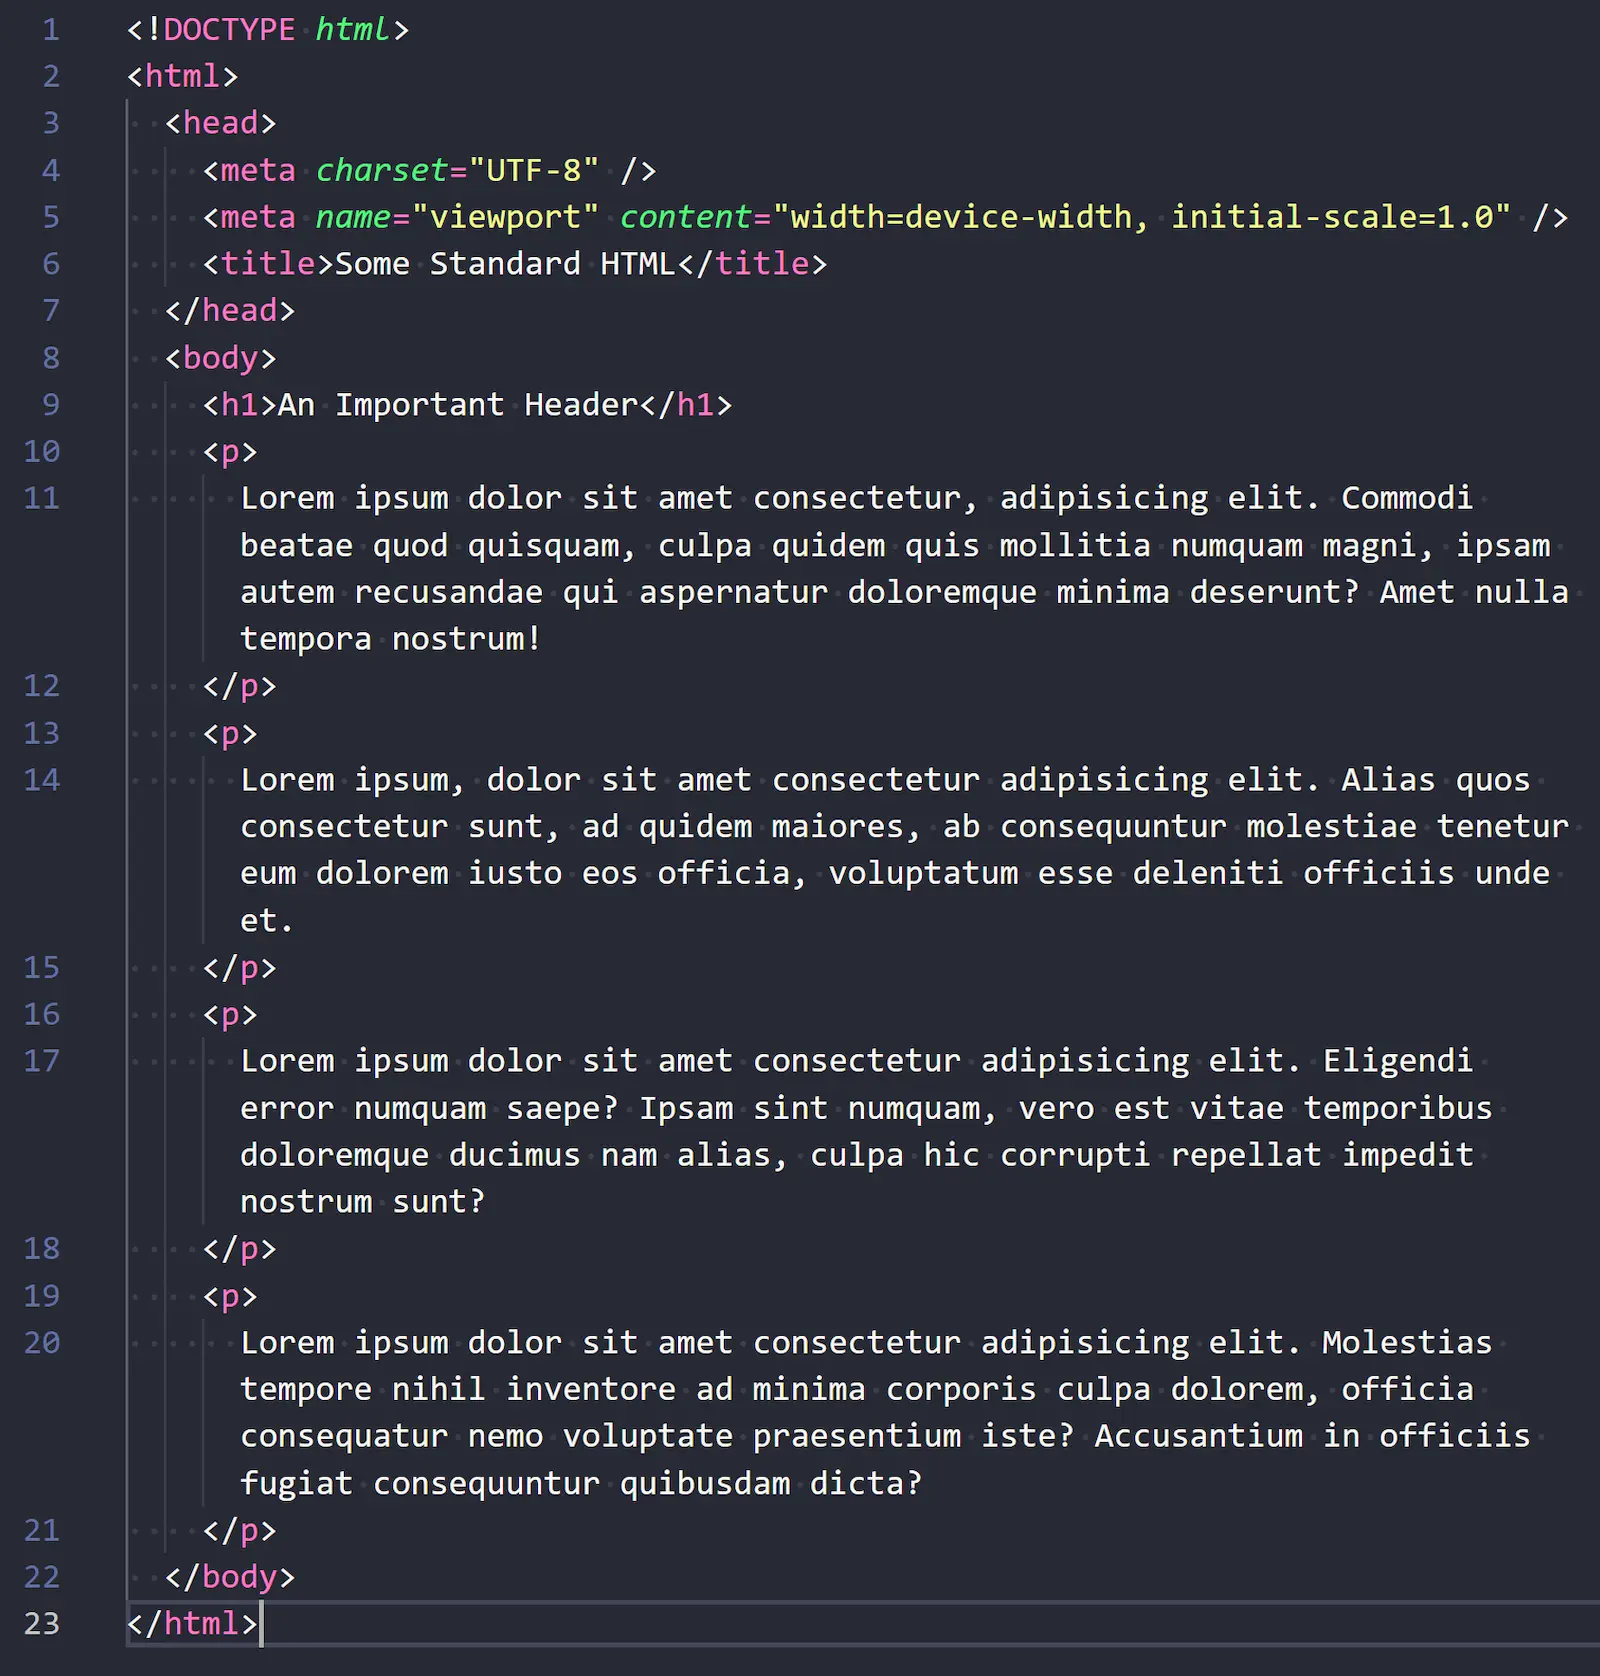 1 <!DOCTYPE html>
2 <html>
3   <head>
4     <meta charset="UTF-8" />
5     <meta name="viewport" content="width=device-width, initial-scale=1.0" />
6     <title>Some Standard HTML</title>
7   </head>
8   <body>
9     <h1>An Important Header</h1>
10     <p>
11       Lorem ipsum dolor sit amet consectetur, adipisicing elit. Commodi
beatae quod quisquam, culpa quidem quis mollitia numquam magni, ipsam
autem recusandae qui aspernatur doloremque minima deserunt? Amet nulla
tempora nostrum!
12     </p>
13     <p>
14       Lorem ipsum, dolor sit amet consectetur adipisicing elit. Alias quos
consectetur sunt, ad quidem maiores, ab consequuntur molestiae tenetur
eum dolorem iusto eos officia, voluptatum esse deleniti officiis unde
et.
15     </p>
16     <p>
17       Lorem ipsum dolor sit amet consectetur adipisicing elit. Eligendi
error numquam saepe? Ipsam sint numquam, vero est vitae temporibus
doloremque ducimus nam alias, culpa hic corrupti repellat impedit
nostrum sunt?
18     </p>
19     <p>
20       Lorem ipsum dolor sit amet consectetur adipisicing elit. Molestias
tempore nihil inventore ad minima corporis culpa dolorem, officia
consequatur nemo voluptate praesentium iste? Accusantium in officiis
fugiat consequuntur quibusdam dicta?
21     </p>
22   </body>
23 </html>